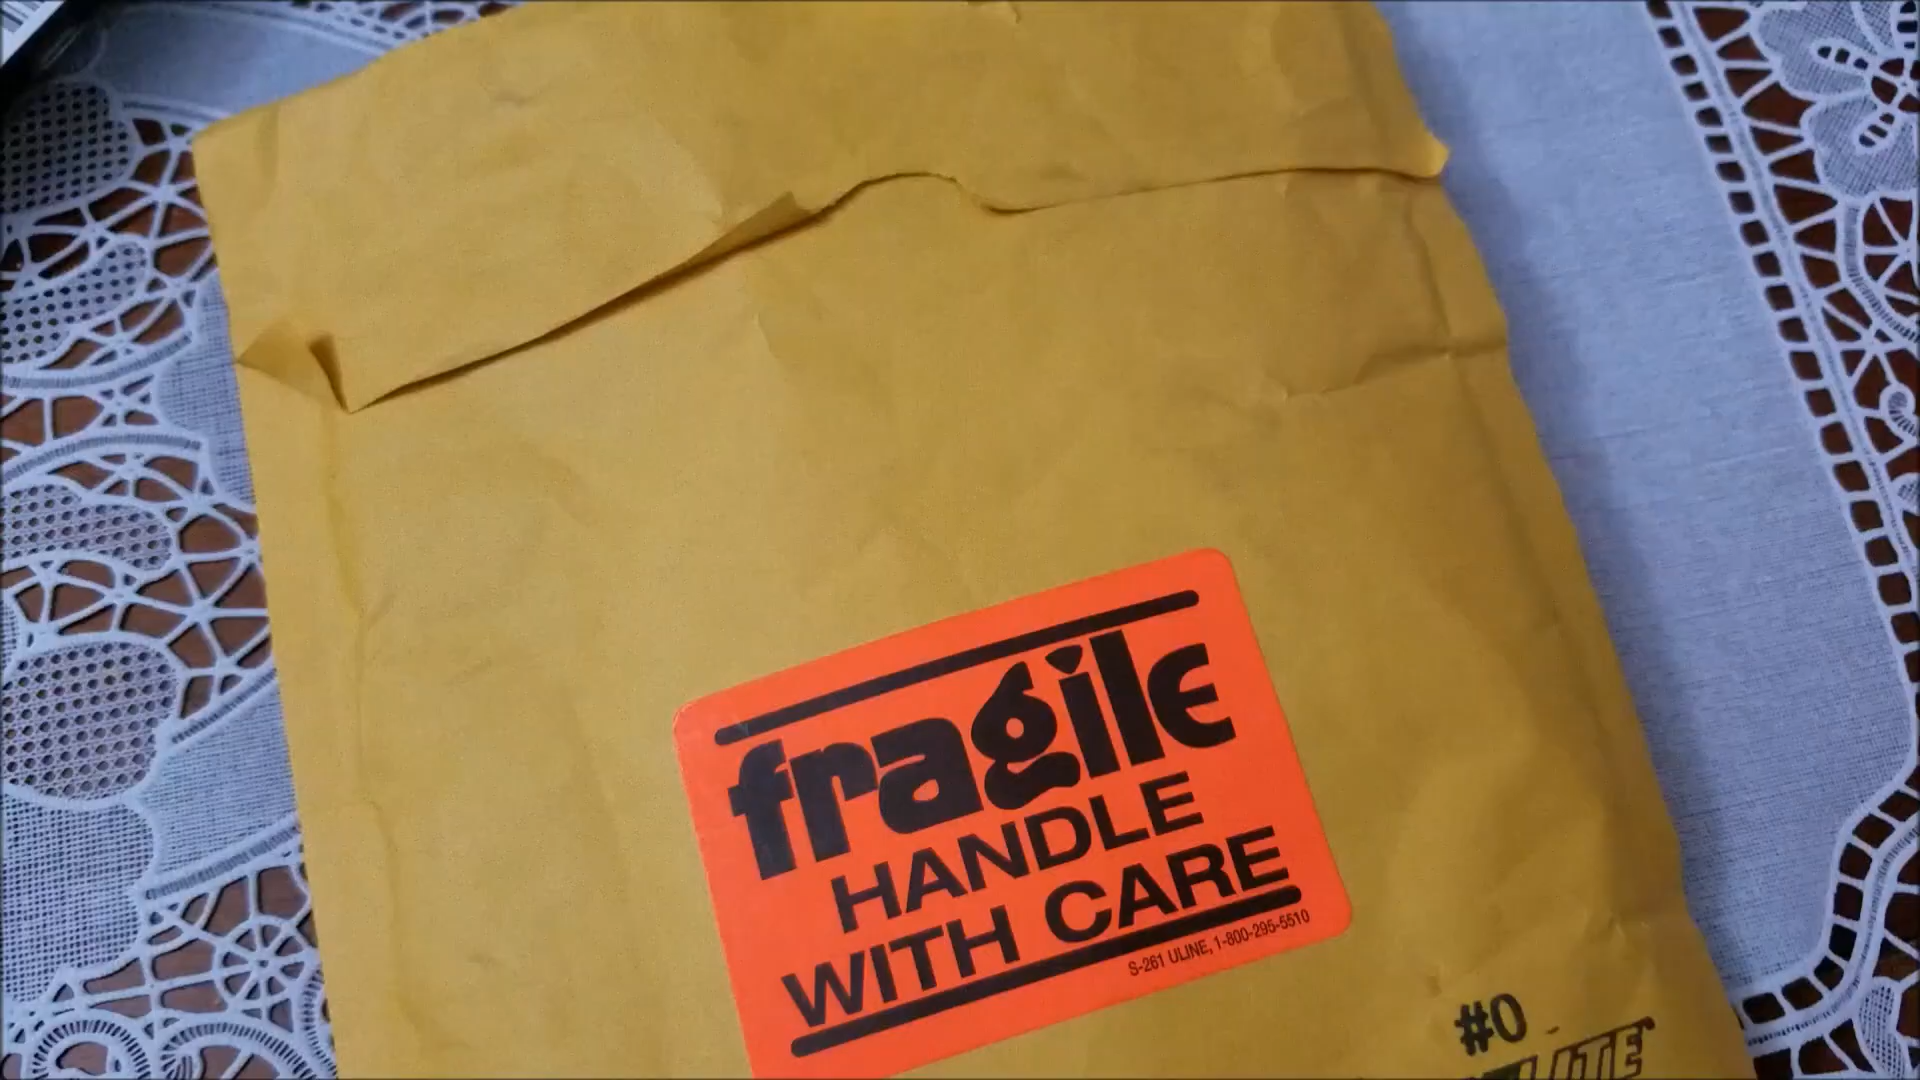 fragile
HANDLE
WITH CARE
S-261 ULINE, 1-800-295-5510
#0